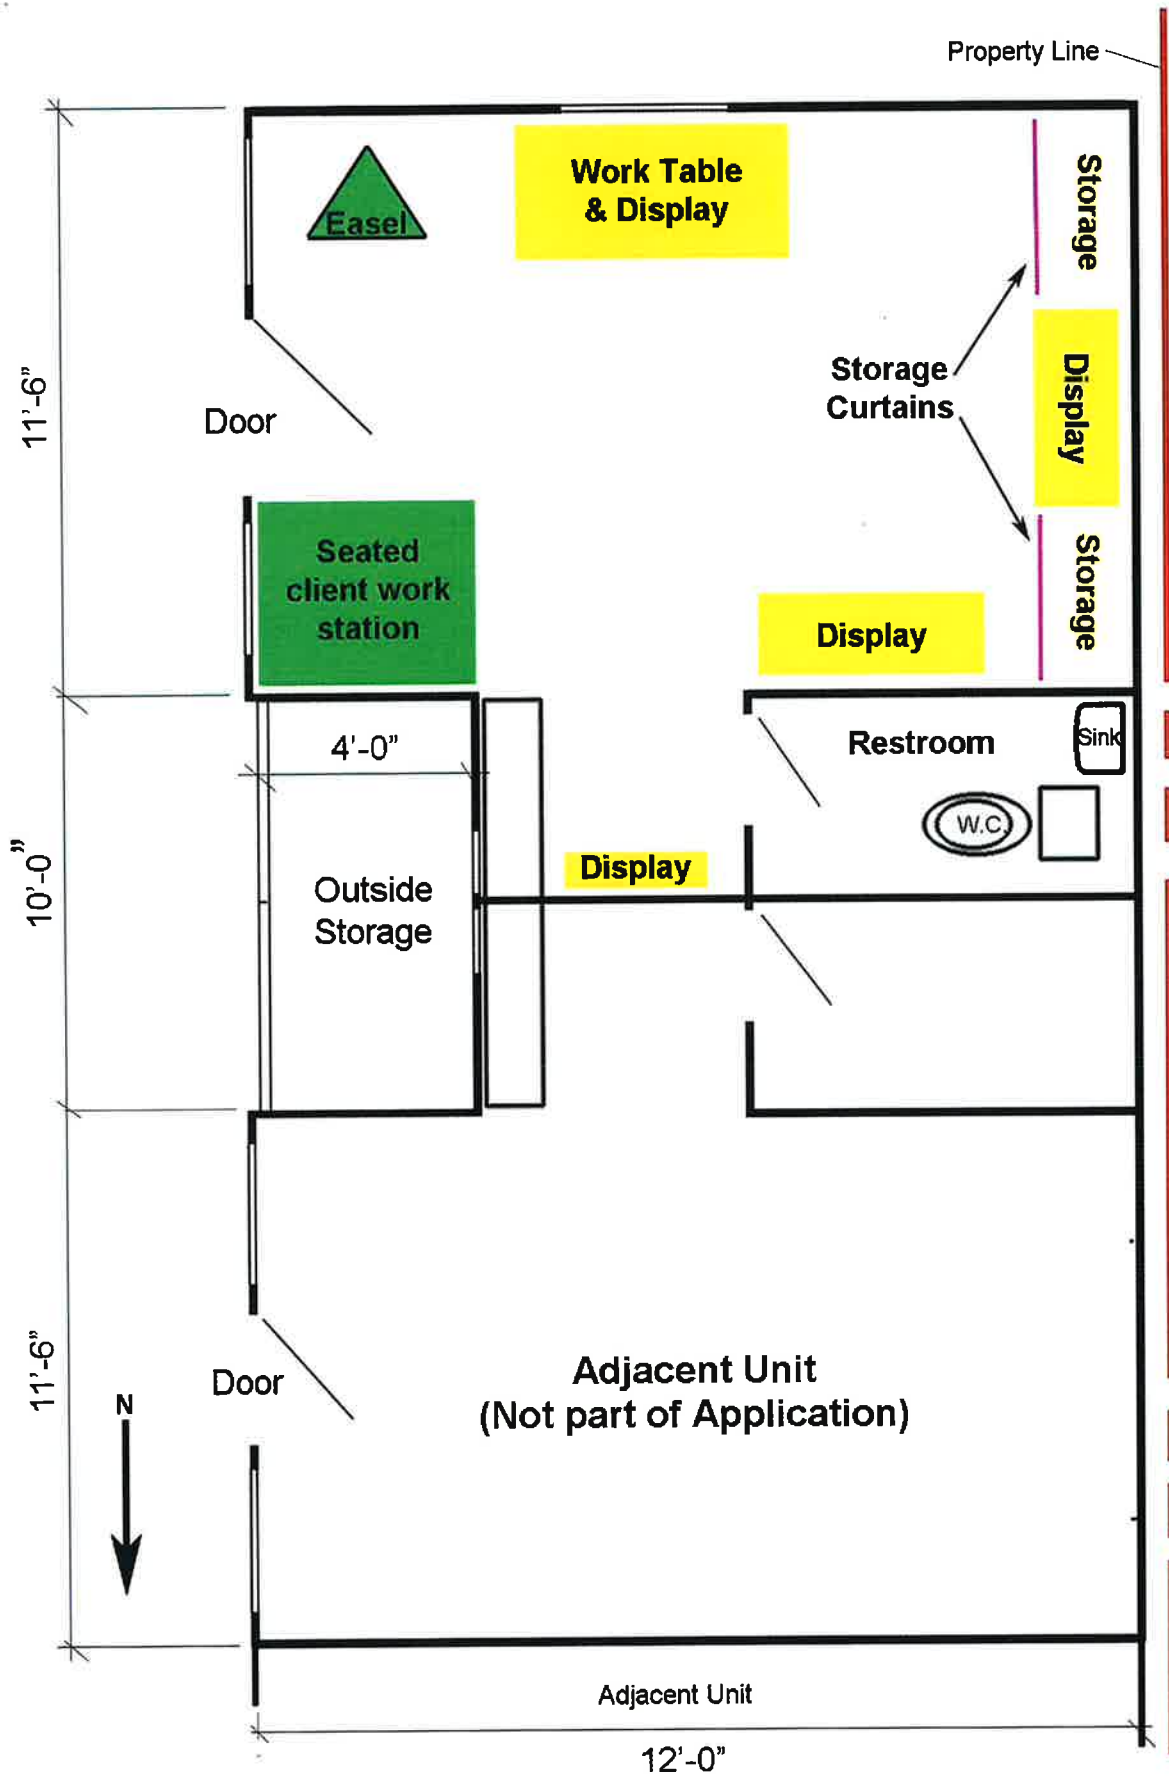 Property Line
Work Table
& Display
Easel
Storage
11'-6"
Door
Storage
Curtains
Display
Seated
client work
station
Storage
Display
4'-0"
Restroom
Sink
W.C.
10'-0"
Outside
Storage
Display
11'-6"
Door
Adjacent Unit
(Not part of Application)
N
Adjacent Unit
12'-0"